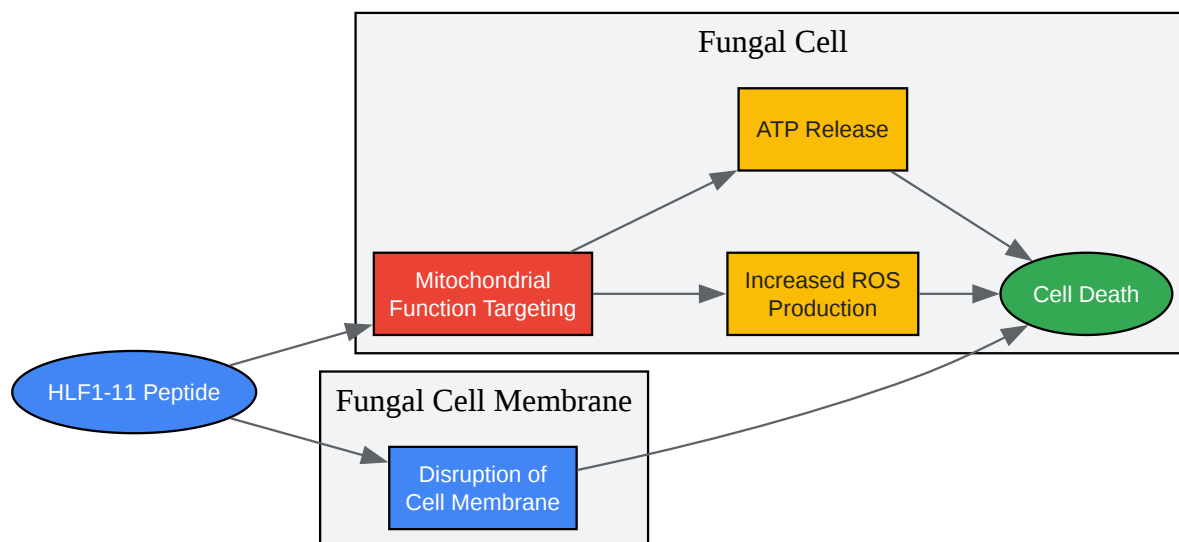 Fungal Cell
ATP Release
Mitochondrial
Function Targeting
Increased ROS
Production
Cell Death
HLF1-11 Peptide
Fungal Cell Membrane
Disruption of
Cell Membrane